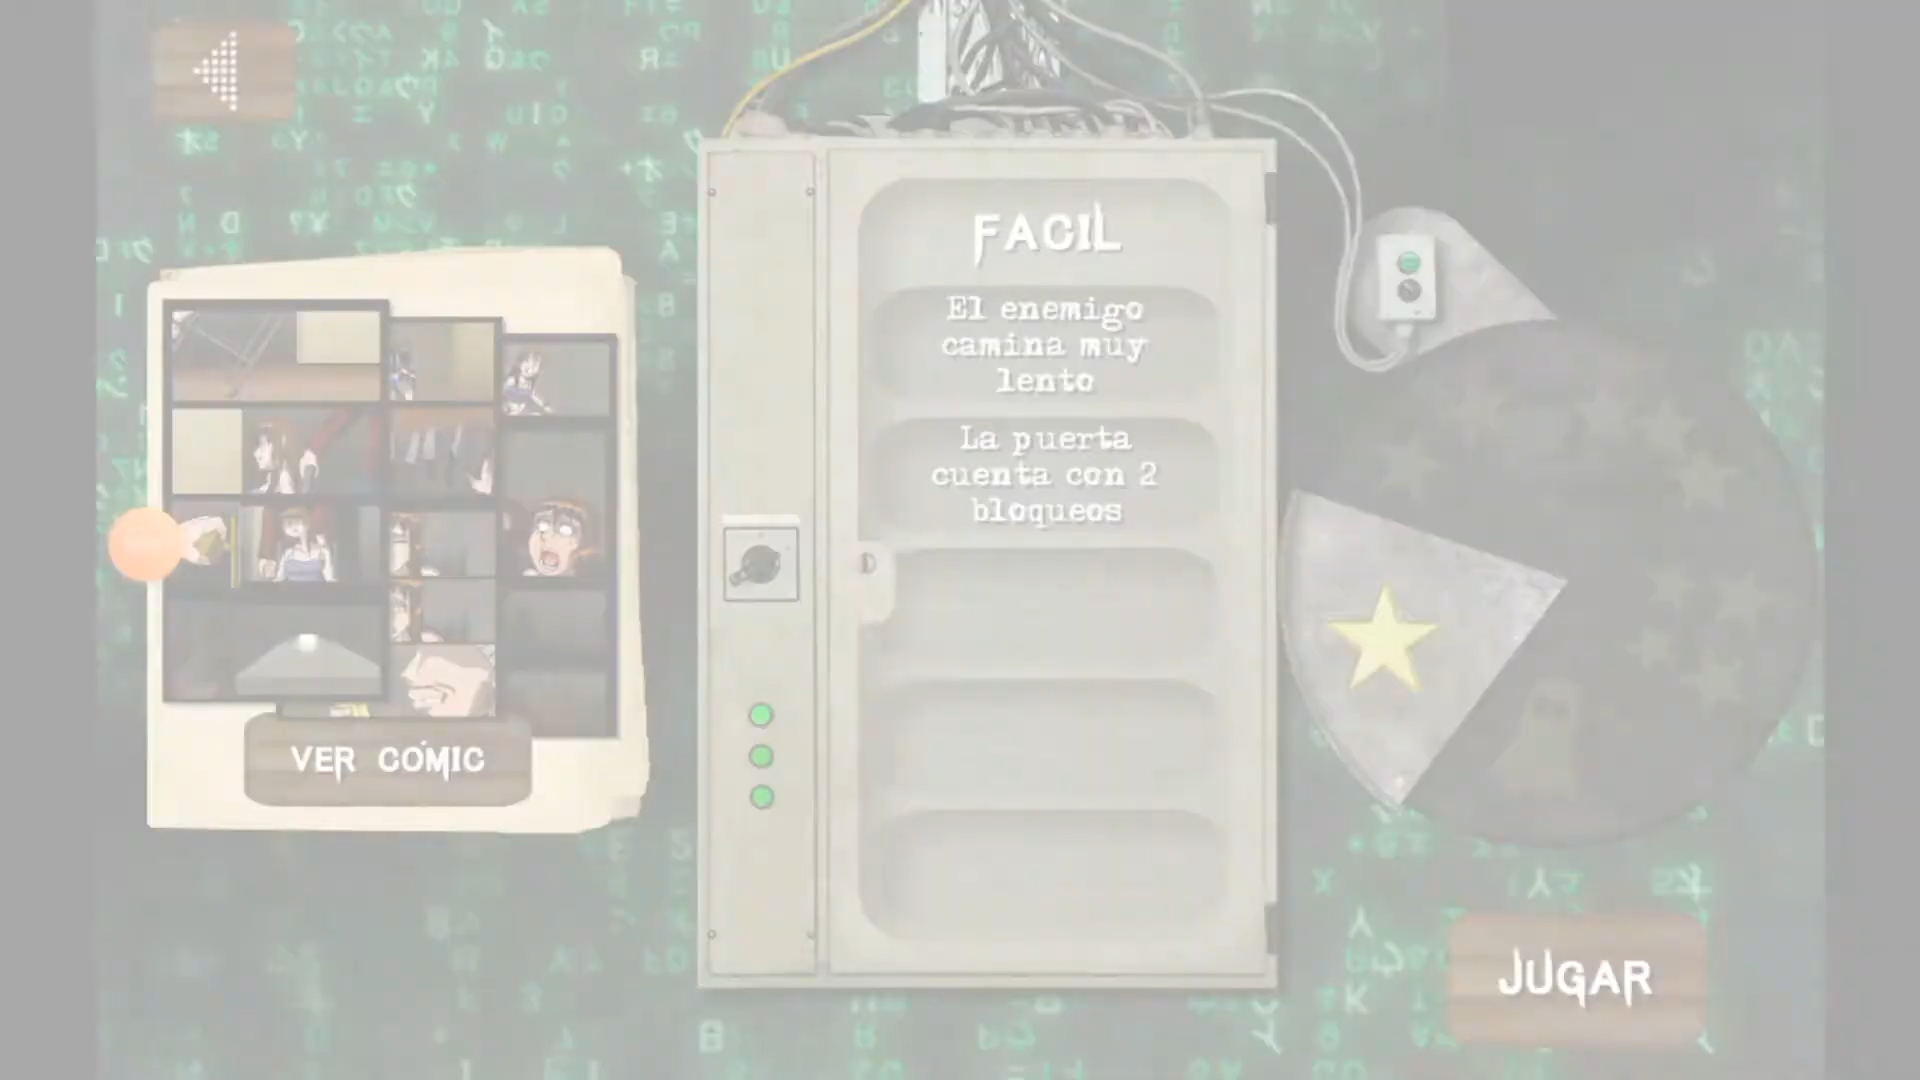 FACIL
El enemigo
camina muy
lento
La puerta
cuenta con 2
bloqueos
VER COMIC
JUGAR